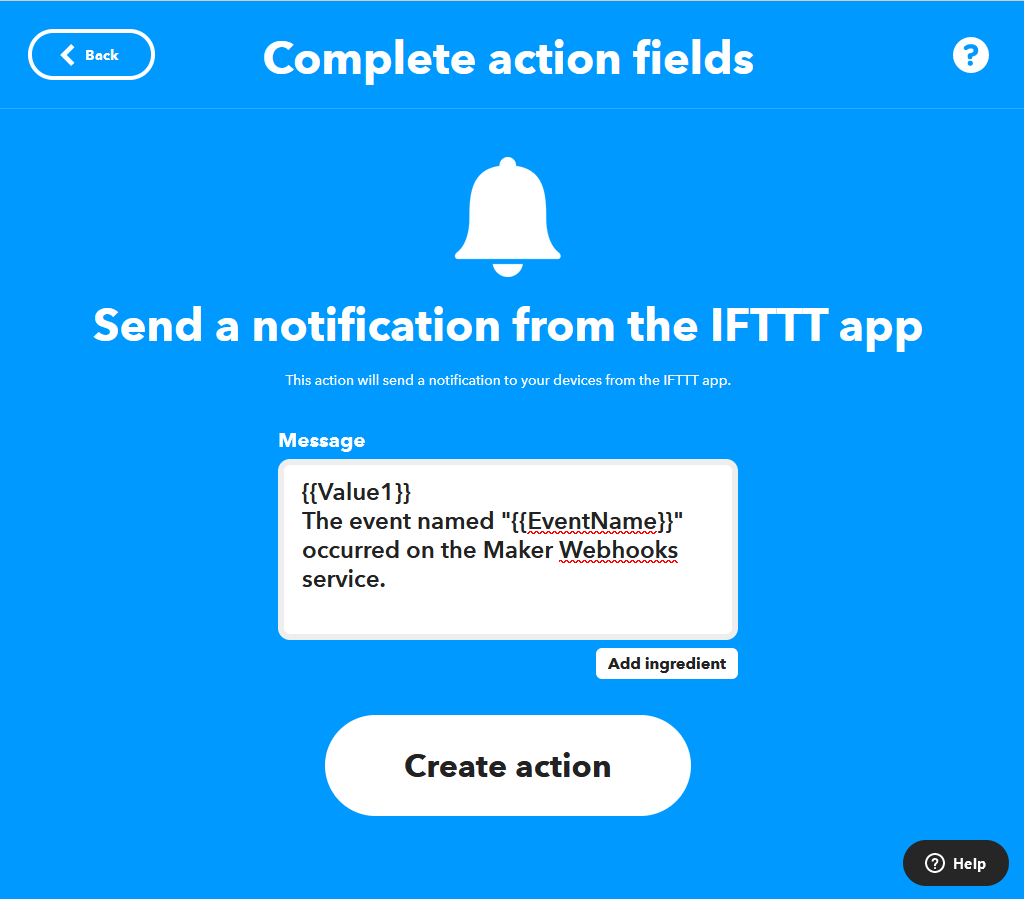 Back
Complete action fields
?
Send a notification from the IFTTT app
This action will send a notification to your devices from the IFTTT app.
Message
{{Value1}}
The event named "{{EventName}}"
occurred on the Maker Webhooks
service.
Add ingredient
Create action
? Help